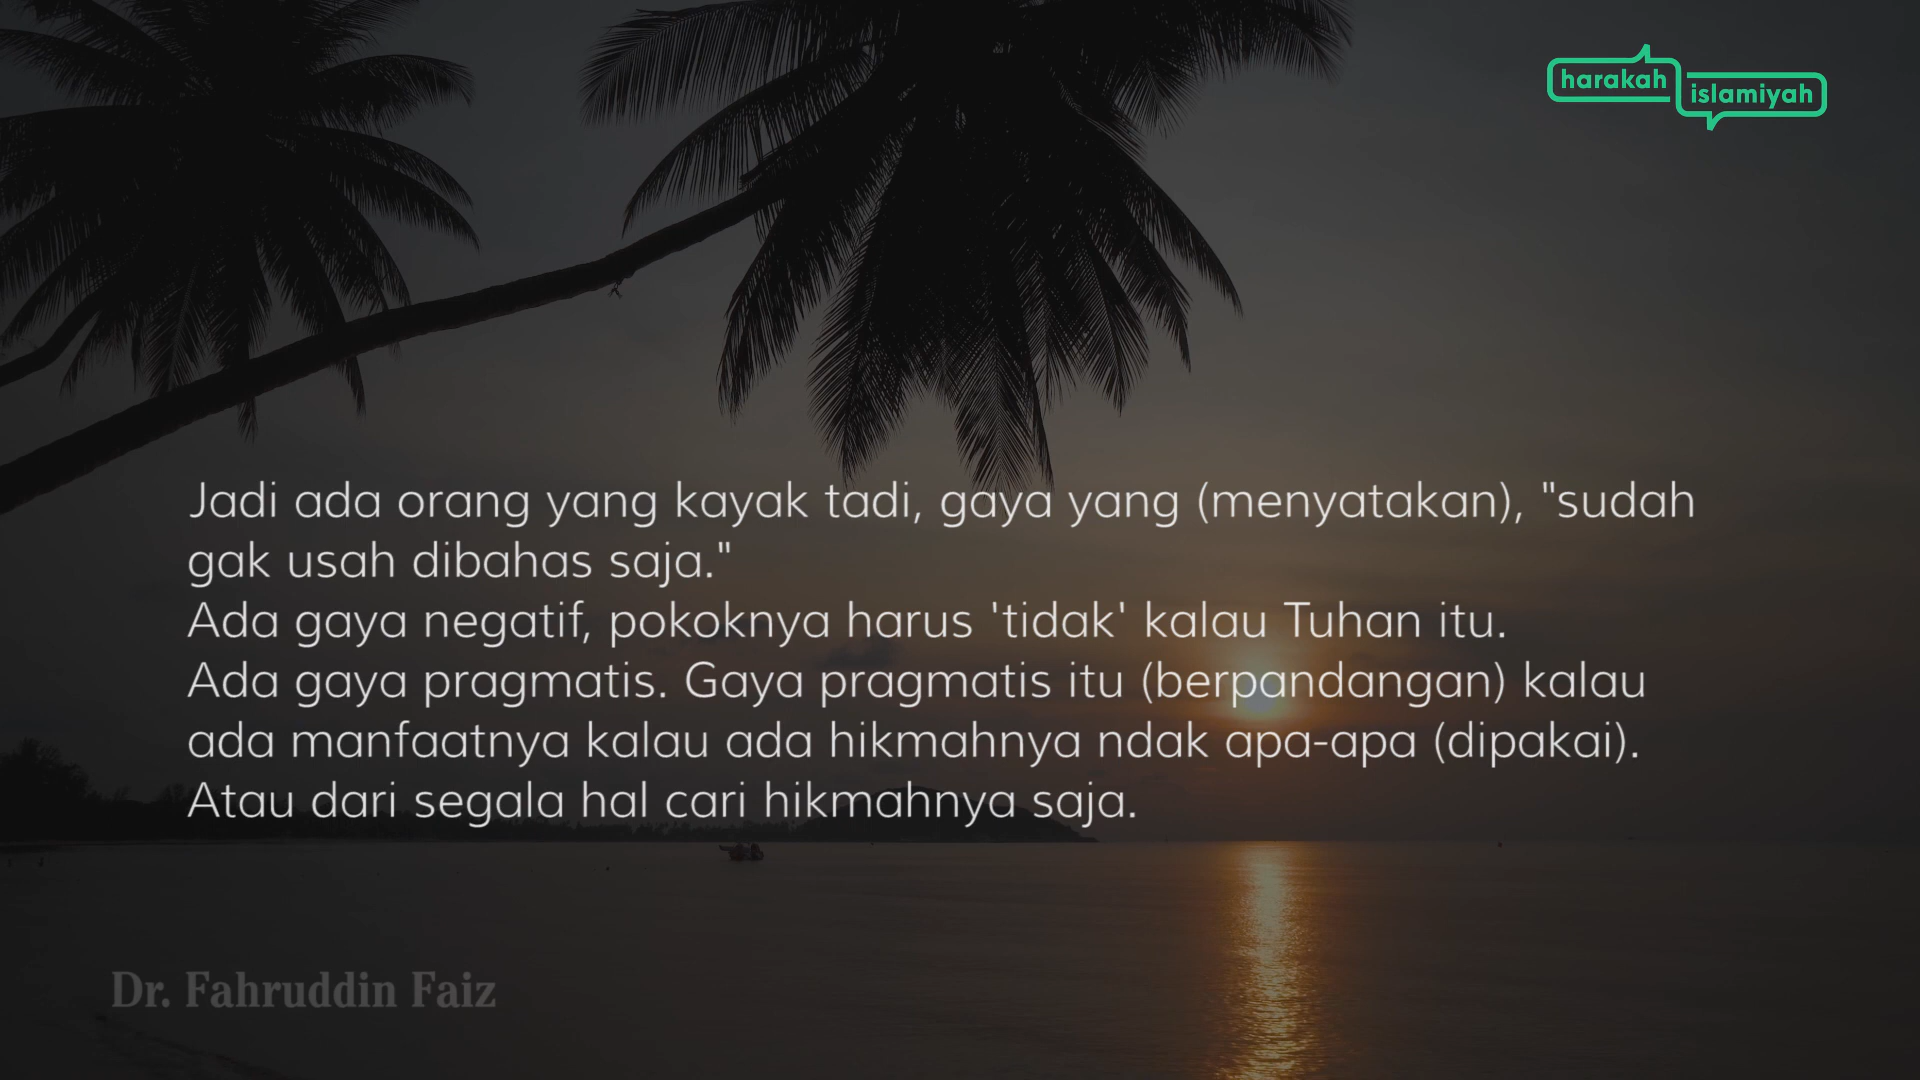 harakah
islamiyah
Jadi ada orang yang kayak tadi, gaya yang (menyatakan), "sudah
gak usah dibahas saja."
Ada gaya negatif, pokoknya harus 'tidak' kalau Tuhan itu.
Ada gaya pragmatis. Gaya pragmatis itu (berpandangan) kalau
ada manfaatnya kalau ada hikmahnya ndak apa-apa (dipakai).
Atau dari segala hal cari hikmahnya saja.
Dr. Fahruddin Faiz